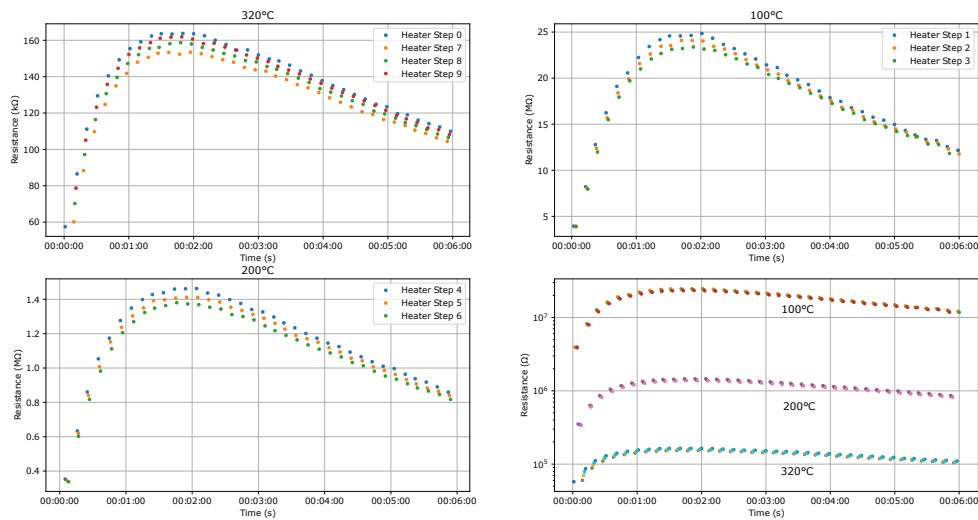 320°C
160
140
120
100
80
60
Resistance (kΩ)
Heater Step 0
Heater Step 7
Heater Step 8
Heater Step 9
00:00:00 00:01:00 00:02:00 00:03:00 00:04:00 00:05:00 00:06:00
Time (s)
100°C
25
20
15
10
5
Resistance (MΩ)
Heater Step 1
Heater Step 2
Heater Step 3
00:00:00 00:01:00 00:02:00 00:03:00 00:04:00 00:05:00 00:06:00
Time (s)
200°C
1.4
1.2
1.0
0.8
0.6
0.4
Resistance (MΩ)
Heater Step 4
Heater Step 5
Heater Step 6
00:00:00 00:01:00 00:02:00 00:03:00 00:04:00 00:05:00 00:06:00
Time (s)
10⁷
10⁶
10⁵
Resistance (Ω)
100°C
200°C
320°C
00:00:00 00:01:00 00:02:00 00:03:00 00:04:00 00:05:00 00:06:00
Time (s)